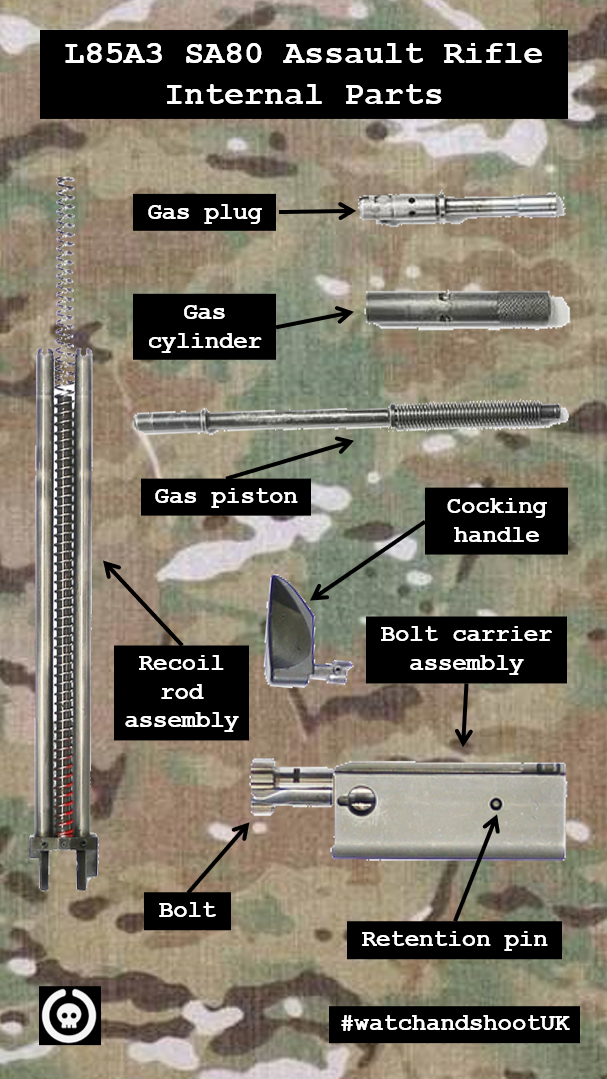 L85A3 SA80 Assault Rifle
Internal Parts
Gas plug
Gas
cylinder
Gas piston
Cocking
handle
Bolt carrier
assembly
Recoil
rod
assembly
Bolt
Retention pin
#watchandshootUK